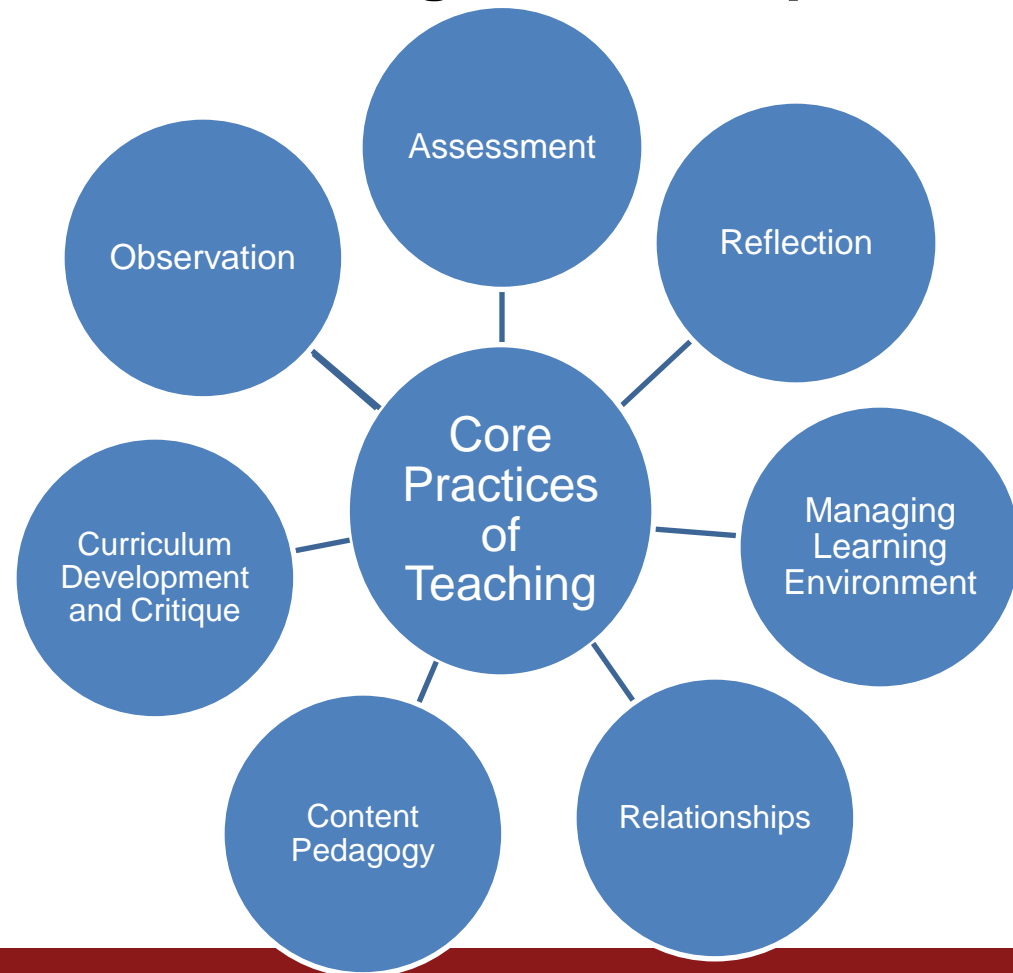 Assessment
Reflection
Observation
Core
Practices
of
Teaching
Managing
Learning
Environment
Curriculum
Development
and Critique
Relationships
Content
Pedagogy